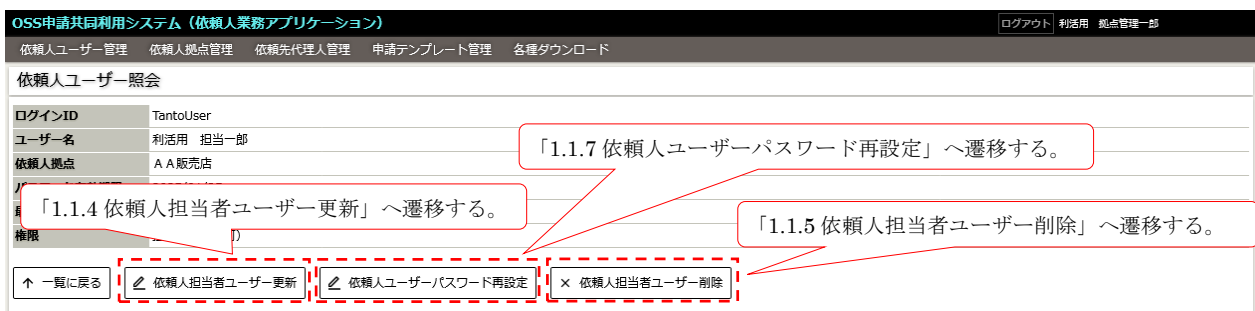 OSS申請共同利用システム（依頼人業務アプリケーション）
ログアウト 利活用 拠点管理一郎
依頼人ユーザー管理 依頼人拠点管理 依頼先代理人管理 申請テンプレート管理 各種ダウンロード
依頼人ユーザー照会
ログインID TantoUser
ユーザー名 利活用 担当一郎
依頼人拠点 ＡＡ販売店
「1.1.7 依頼人ユーザーパスワード再設定」へ遷移する。
「1.1.4 依頼人担当者ユーザー更新」へ遷移する。
「1.1.5 依頼人担当者ユーザー削除」へ遷移する。
権限
↑ 一覧に戻る 依頼人担当者ユーザー更新 依頼人ユーザーパスワード再設定 × 依頼人担当者ユーザー削除